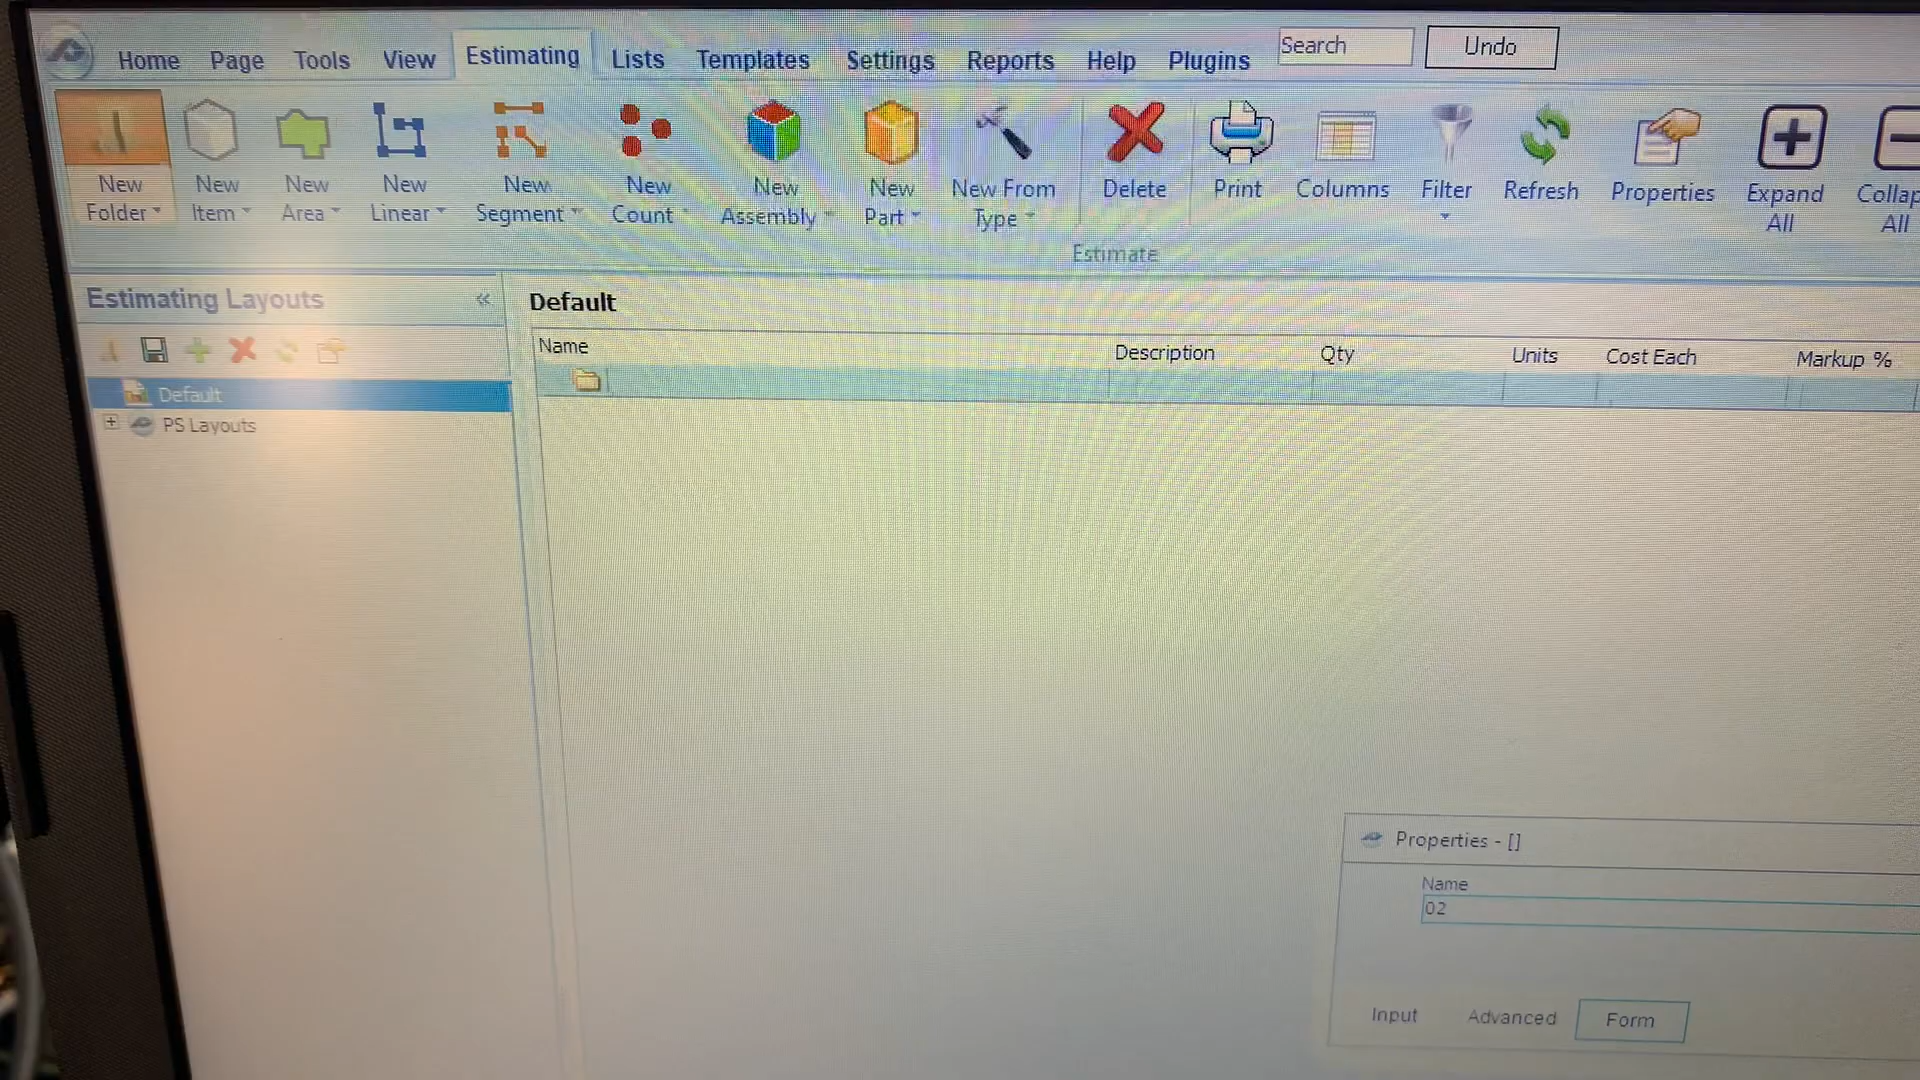 Home Page Tools View Estimating Lists Templates Settings Reports Help Plugins Search Undo
New Folder
New Item
New Area
New Linear
New Segment
New Count
New Assembly
New Part
New From Type
Delete
Print
Columns
Filter
Refresh
Properties
Expand All
Collap
All
Estimate
Estimating Layouts «
Default
PS Layouts
Default
Name Description Qty Units Cost Each Markup %
Properties - []
Name
02
Input Advanced Form